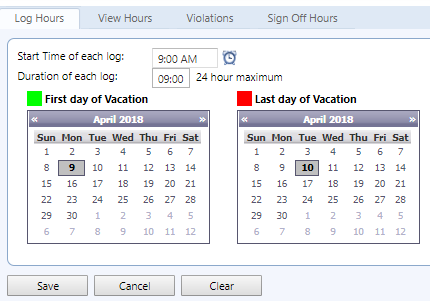 Log Hours View Hours Violations Sign Off Hours
Start Time of each log: 9:00 AM
Duration of each log: 09:00 24 hour maximum
First day of Vacation Last day of Vacation
« April 2018 » « April 2018 »
Sun Mon Tue Wed Thu Fri Sat Sun Mon Tue Wed Thu Fri Sat
1 2 3 4 5 6 7 1 2 3 4 5 6 7
8 9 10 11 12 13 14 8 9 10 11 12 13 14
15 16 17 18 19 20 21 15 16 17 18 19 20 21
22 23 24 25 26 27 28 22 23 24 25 26 27 28
29 30 1 2 3 4 5 29 30 1 2 3 4 5
6 7 8 9 10 11 12 6 7 8 9 10 11 12
Save Cancel Clear